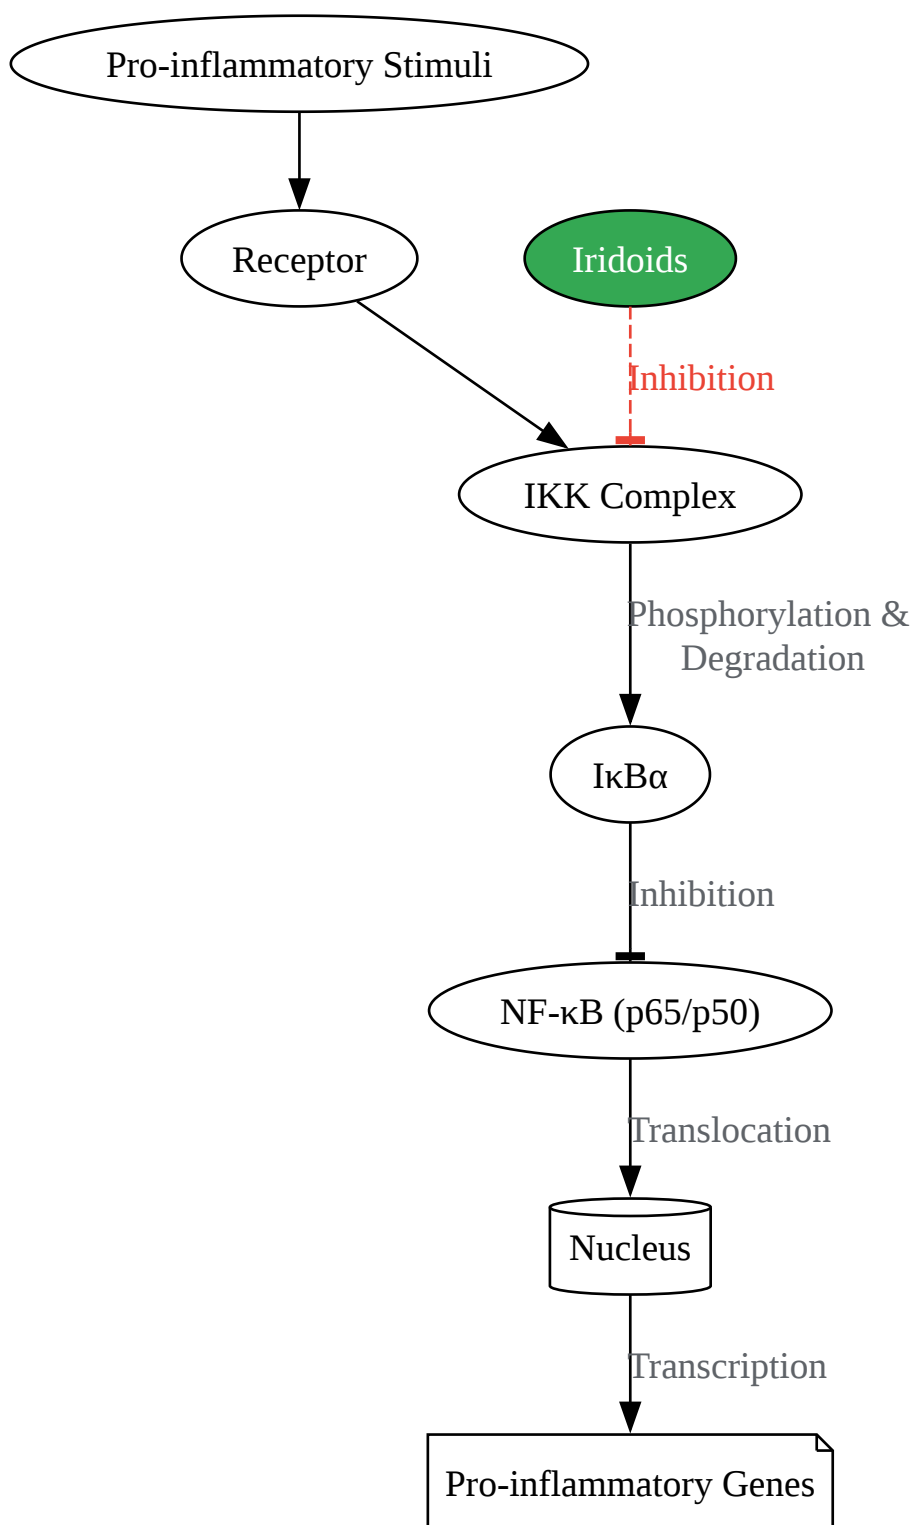 Pro-inflammatory Stimuli
Receptor
Iridoids
Inhibition
IKK Complex
Phosphorylation &
Degradation
IκBα
Inhibition
NF-κB (p65/p50)
Translocation
Nucleus
Transcription
Pro-inflammatory Genes